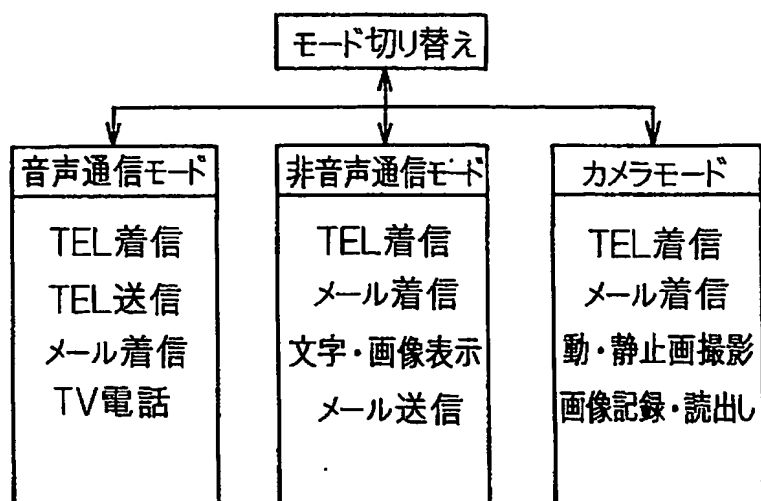 モード切り替え
音声通信モード
TEL着信
TEL送信
メール着信
TV電話
非音声通信モード
TEL着信
メール着信
文字・画像表示
メール送信
カメラモード
TEL着信
メール着信
動・静止画撮影
画像記録・読出し